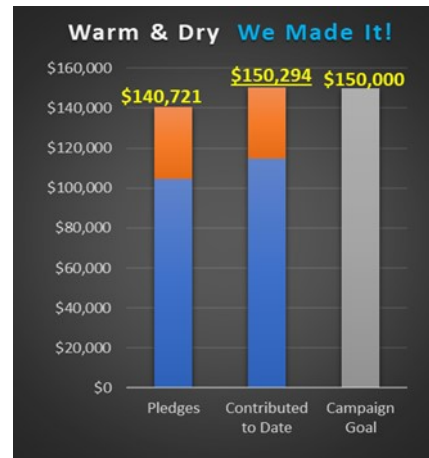 Warm & Dry We Made It!
$160,000
$140,721
$150,294
$150,000
$140,000
$120,000
$100,000
$80,000
$60,000
$40,000
$20,000
$0
Pledges
Contributed
to Date
Campaign
Goal